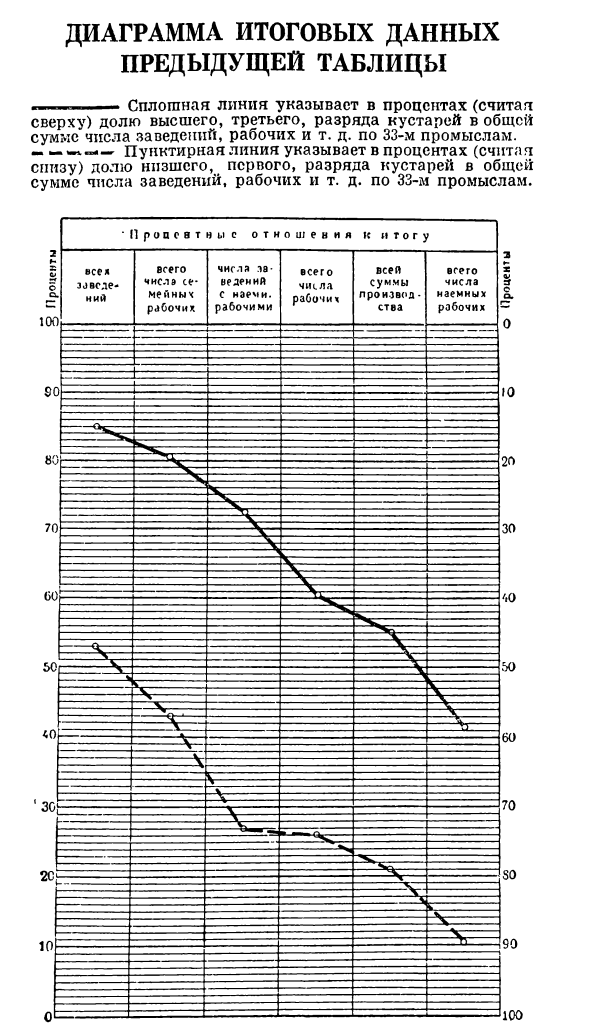 ДИАГРАММА ИТОГОВЫХ ДАННЫХ
ПРЕДЫДУЩЕЙ ТАБЛИЦЫ
Сплошная линия указывает в процентах (считая
сверху) долю высшего, третьего, разряда кустарей в общей
сумме числа заведений, рабочих и т. д. по 33-м промыслам.
Пунктирная линия указывает в процентах (считая
снизу) долю низшего, первого, разряда кустарей в общей
сумме числа заведений, рабочих и т. д. по 33-м промыслам.
Процентные отношения к итогу
Проценты
всех
заведе-
ний
всего
числа се-
мейных
рабочих
числа за-
ведений
с наемн.
рабочими
всего
числа
рабочих
всей
суммы
производ-
ства
всего
числа
наемных
рабочих
Проценты
100 0
90 10
80 20
70 30
60 40
50 50
40 60
30 70
20 80
10 90
0 100